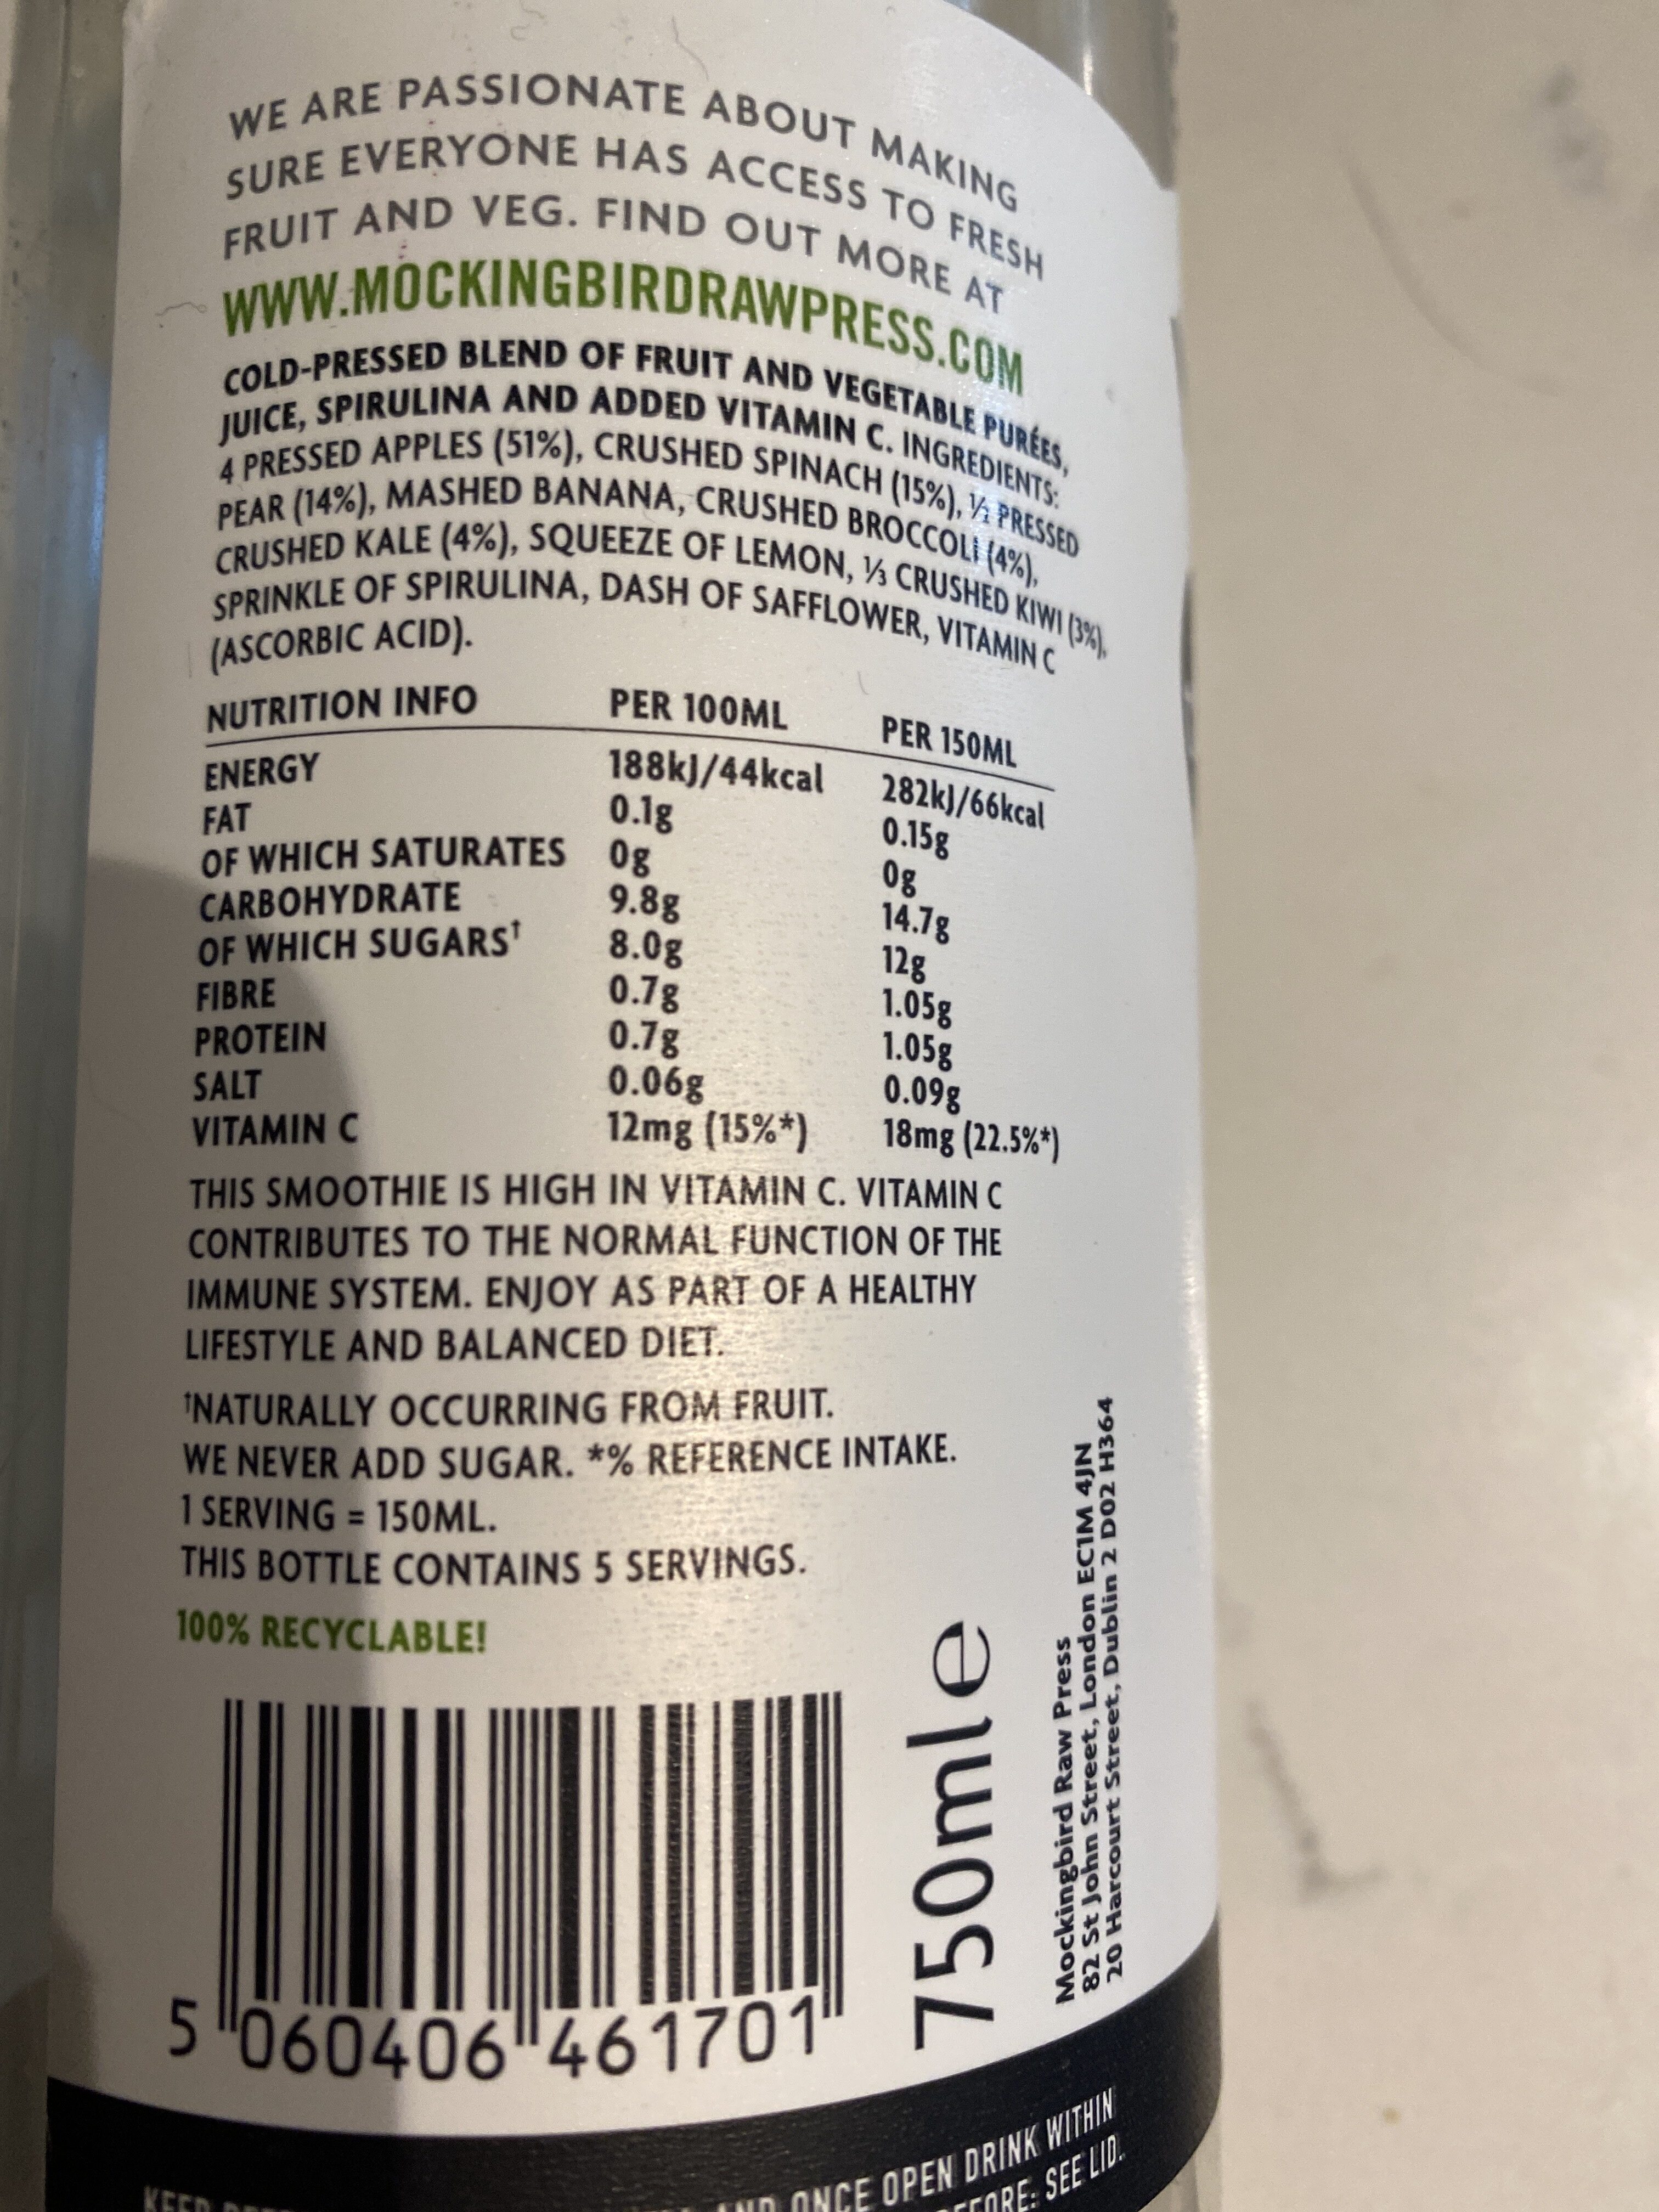 WE ARE PASSIONATE ABOUT MAKING
SURE EVERYONE HAS ACCESS TO FRESH
FRUIT AND VEG. FIND OUT MORE AT
WWW.MOCKINGBIRDRAWPRESS.COM
COLD-PRESSED BLEND OF FRUIT AND VEGETABLE PURÉES,
JUICE, SPIRULINA AND ADDED VITAMIN C. INGREDIENTS:
4 PRESSED APPLES (51%), CRUSHED SPINACH (15%), ½ PRESSED
PEAR (14%), MASHED BANANA, CRUSHED BROCCOLI (4%),
CRUSHED KALE (4%), SQUEEZE OF LEMON, ⅓ CRUSHED KIWI (3%),
SPRINKLE OF SPIRULINA, DASH OF SAFFLOWER, VITAMIN C
(ASCORBIC ACID).
NUTRITION INFO PER 100ML PER 150ML
ENERGY 188kJ/44kcal 282kJ/66kcal
FAT 0.1g 0.15g
OF WHICH SATURATES 0g 0g
CARBOHYDRATE 9.8g 14.7g
OF WHICH SUGARS† 8.0g 12g
FIBRE 0.7g 1.05g
PROTEIN 0.7g 1.05g
SALT 0.06g 0.09g
VITAMIN C 12mg (15%*) 18mg (22.5%*)
THIS SMOOTHIE IS HIGH IN VITAMIN C. VITAMIN C
CONTRIBUTES TO THE NORMAL FUNCTION OF THE
IMMUNE SYSTEM. ENJOY AS PART OF A HEALTHY
LIFESTYLE AND BALANCED DIET.
†NATURALLY OCCURRING FROM FRUIT.
WE NEVER ADD SUGAR. *% REFERENCE INTAKE.
1 SERVING = 150ML.
THIS BOTTLE CONTAINS 5 SERVINGS.
100% RECYCLABLE!
5 060406 461701
750ml e
Mockingbird Raw Press
82 St John Street, London EC1M 4JN
20 Harcourt Street, Dublin 2 D02 H364
KEEP AND ONCE OPEN DRINK WITHIN
SEE LID.